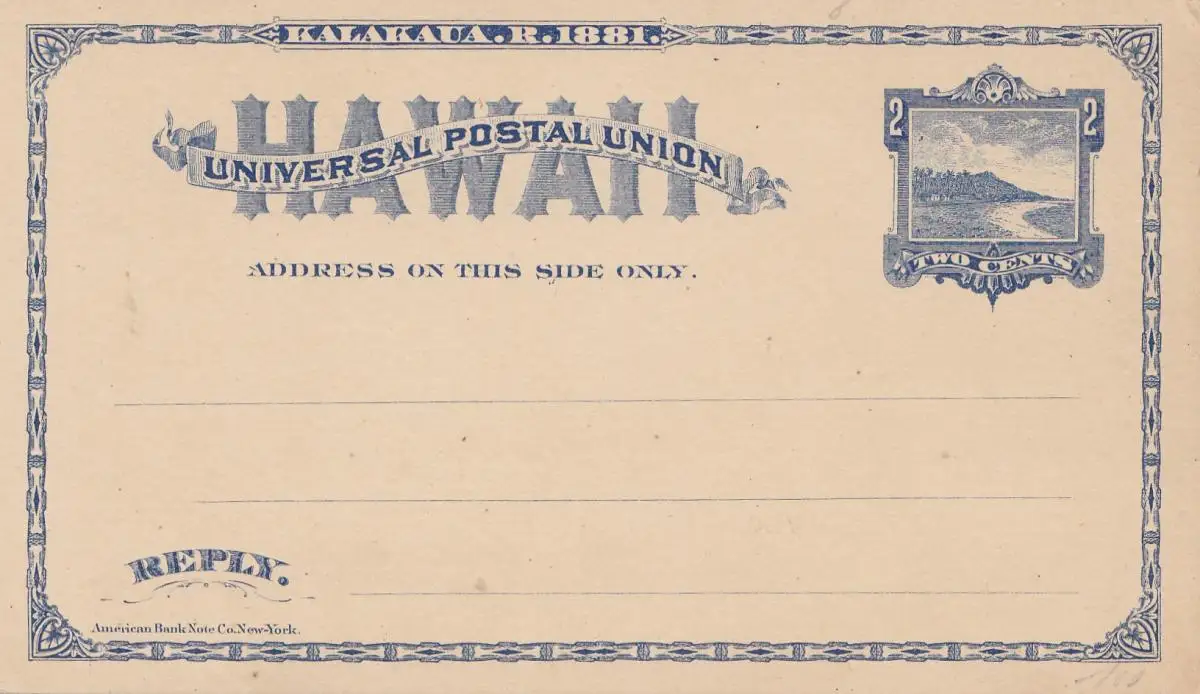 KALAKAUA. R. 1881.
HAWAII
UNIVERSAL POSTAL UNION
2 2
TWO CENTS
ADDRESS ON THIS SIDE ONLY.
REPLY.
American Bank Note Co. New-York.